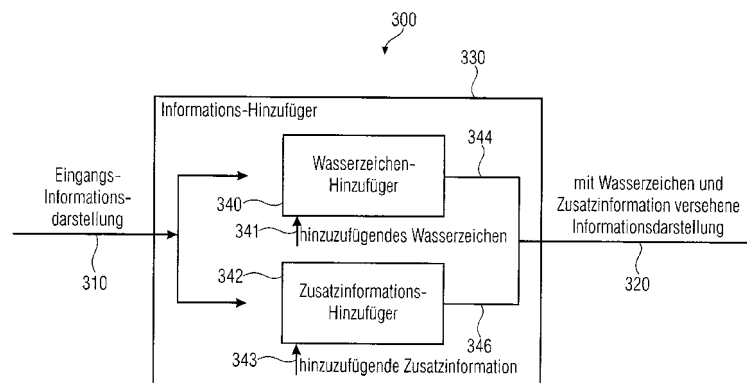 300
330
Informations-Hinzufüger
Eingangs-
Informations-
darstellung
310
Wasserzeichen-
Hinzufüger
340
344
341
hinzuzufügendes Wasserzeichen
mit Wasserzeichen und
Zusatzinformation versehene
Informationsdarstellung
320
342
Zusatzinformations-
Hinzufüger
346
343
hinzuzufügende Zusatzinformation